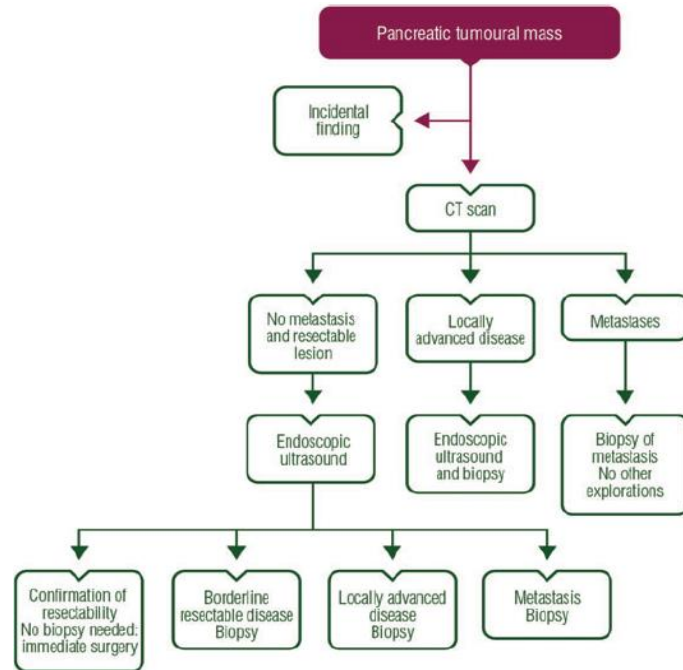 Pancreatic tumoural mass
Incidental
finding
CT scan
No metastasis
and resectable
lesion
Locally
advanced disease
Metastases
Endoscopic
ultrasound
Endoscopic
ultrasound
and biopsy
Biopsy of
metastasis
No other
explorations
Confirmation of
resectability
No biopsy needed:
immediate surgery
Borderline
resectable disease
Biopsy
Locally advanced
disease
Biopsy
Metastasis
Biopsy